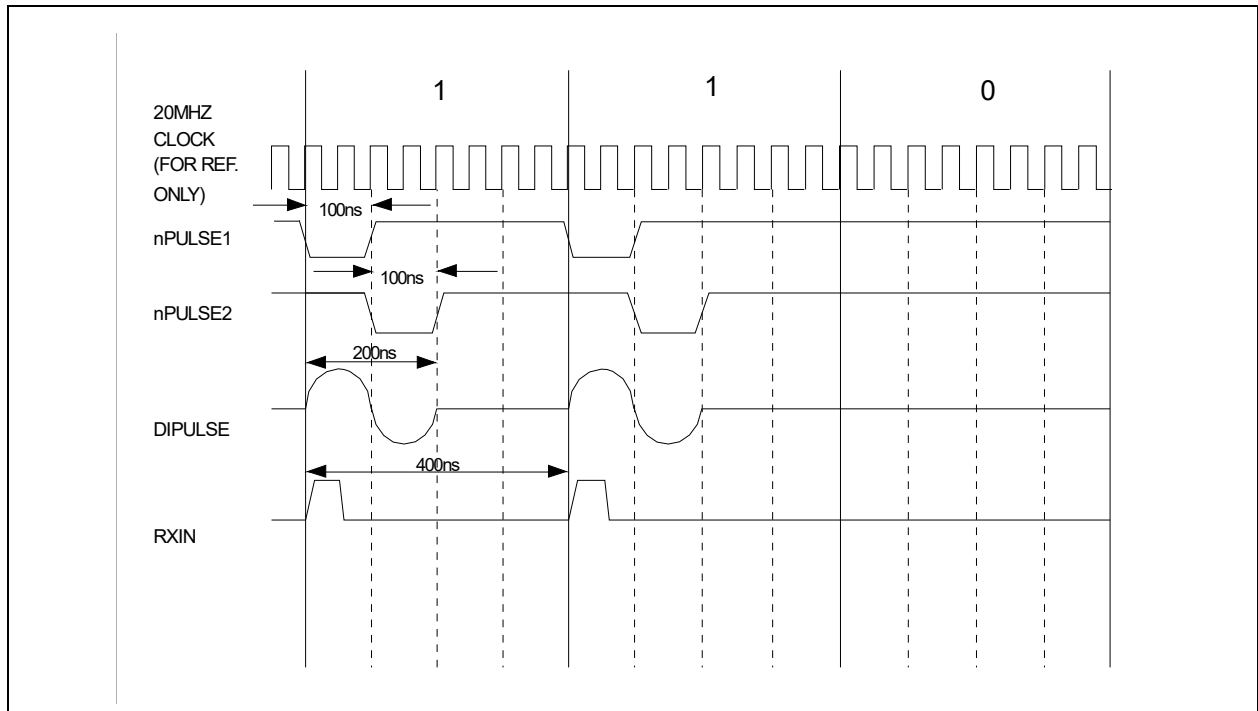 1 1 0
20MHZ
CLOCK
(FOR REF.
ONLY)
100ns
nPULSE1
100ns
nPULSE2
200ns
DIPULSE
400ns
RXIN